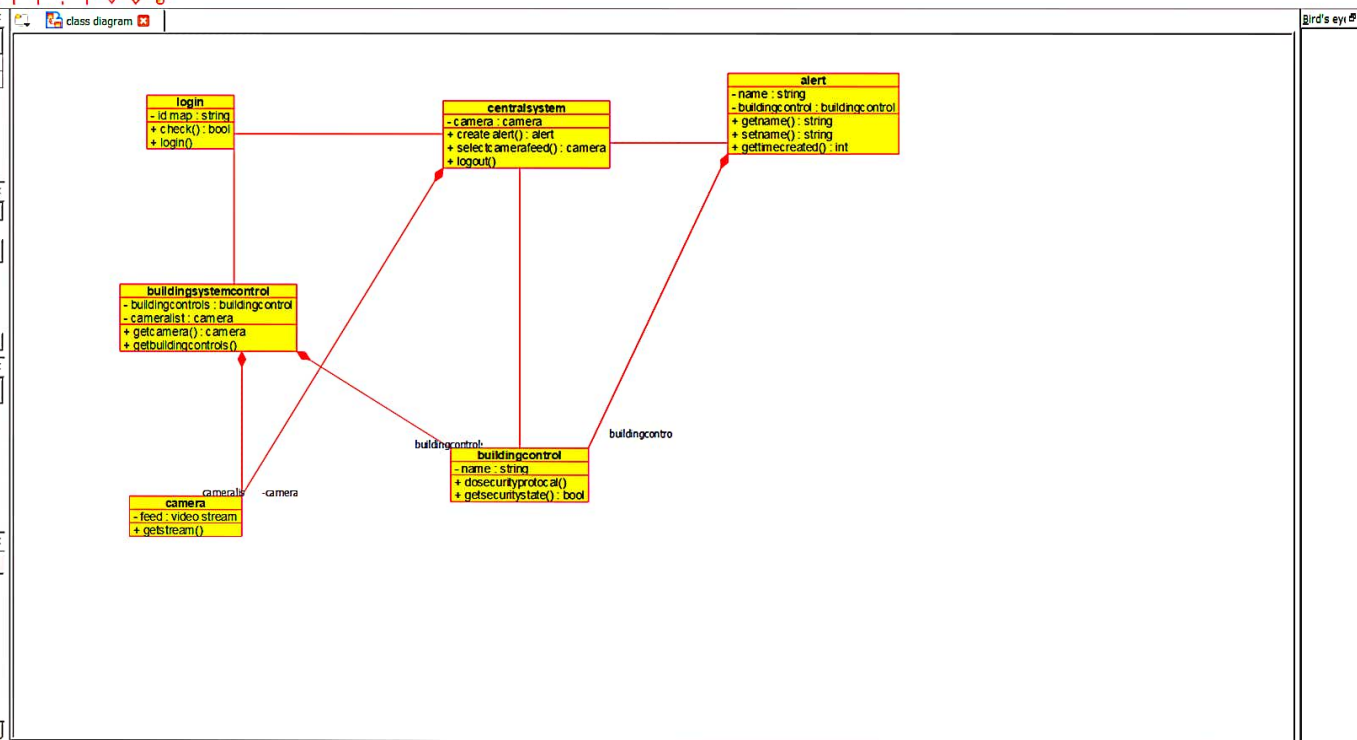 class diagram
Bird's eye
login
- id map : string
+ check() : bool
+ login()
centralsystem
- camera : camera
+ create alert() : alert
+ selectcamerafeed() : camera
+ logout()
alert
- name : string
- buildingcontrol : buildingcontrol
+ getname() : string
+ setname() : string
+ gettimecreated() : int
buildingsystemcontrol
- buildingcontrols : buildingcontrol
- cameralist : camera
+ getcamera() : camera
+ getbuildingcontrols()
buildingcontrol
buildingcontro
buildingcontrol
- name : string
+ dosecurityprotocal()
+ getsecuritystate() : bool
cameralis
-camera
camera
- feed : video stream
+ getstream()